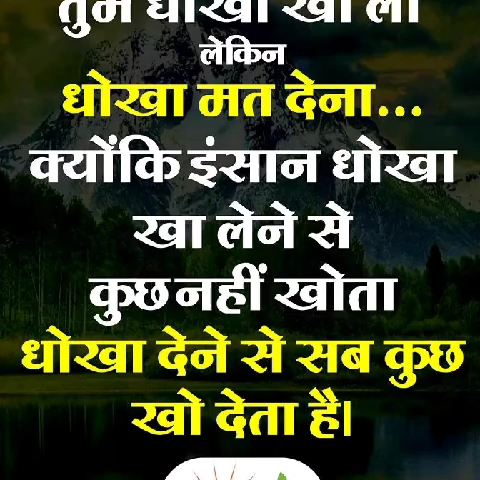 तुम धोखा खा लो
लेकिन
धोखा मत देना...
क्योंकि इंसान धोखा
खा लेने से
कुछ नहीं खोता
धोखा देने से सब कुछ
खो देता है।